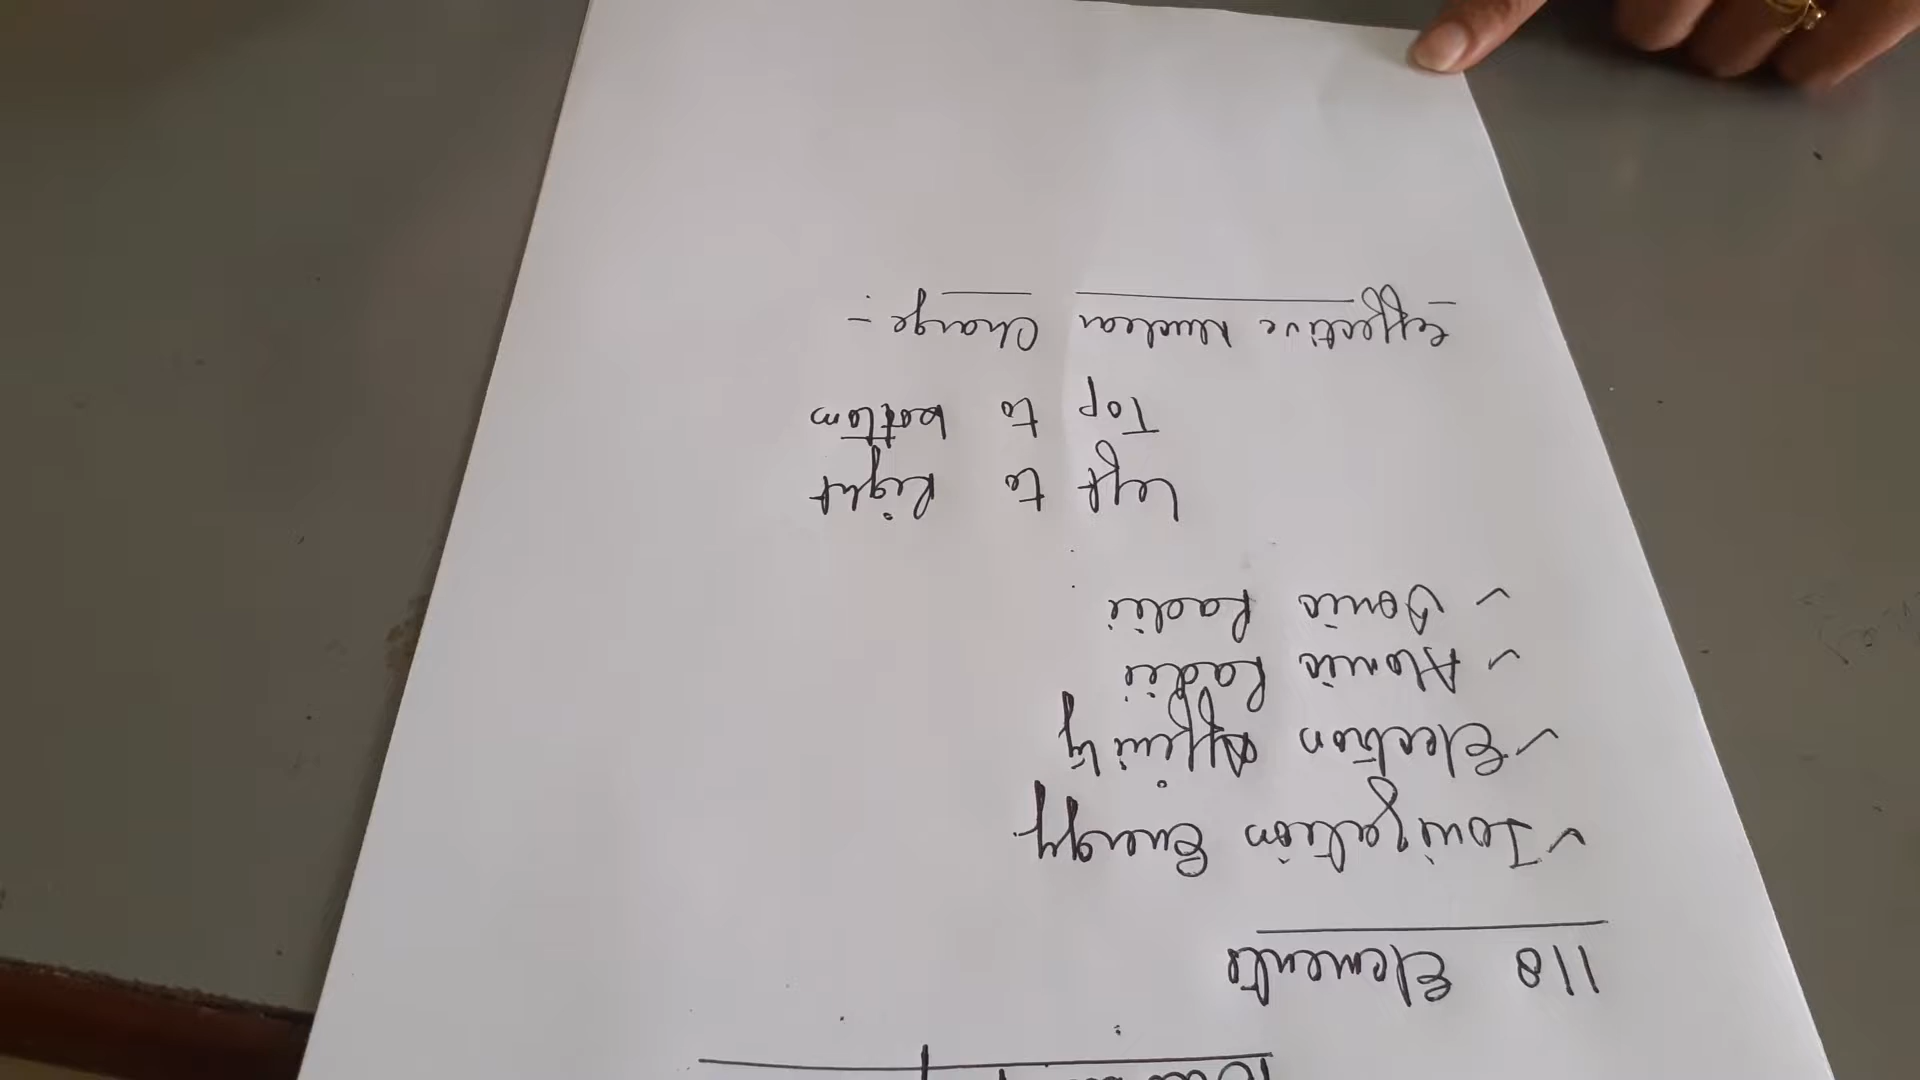 118 Elements
✓ Ionization Energy
✓ Electron Affinity
✓ Atomic Radii
✓ Ionic Radii
Left to Right
Top to bottom
Effective Nuclear Charge :-